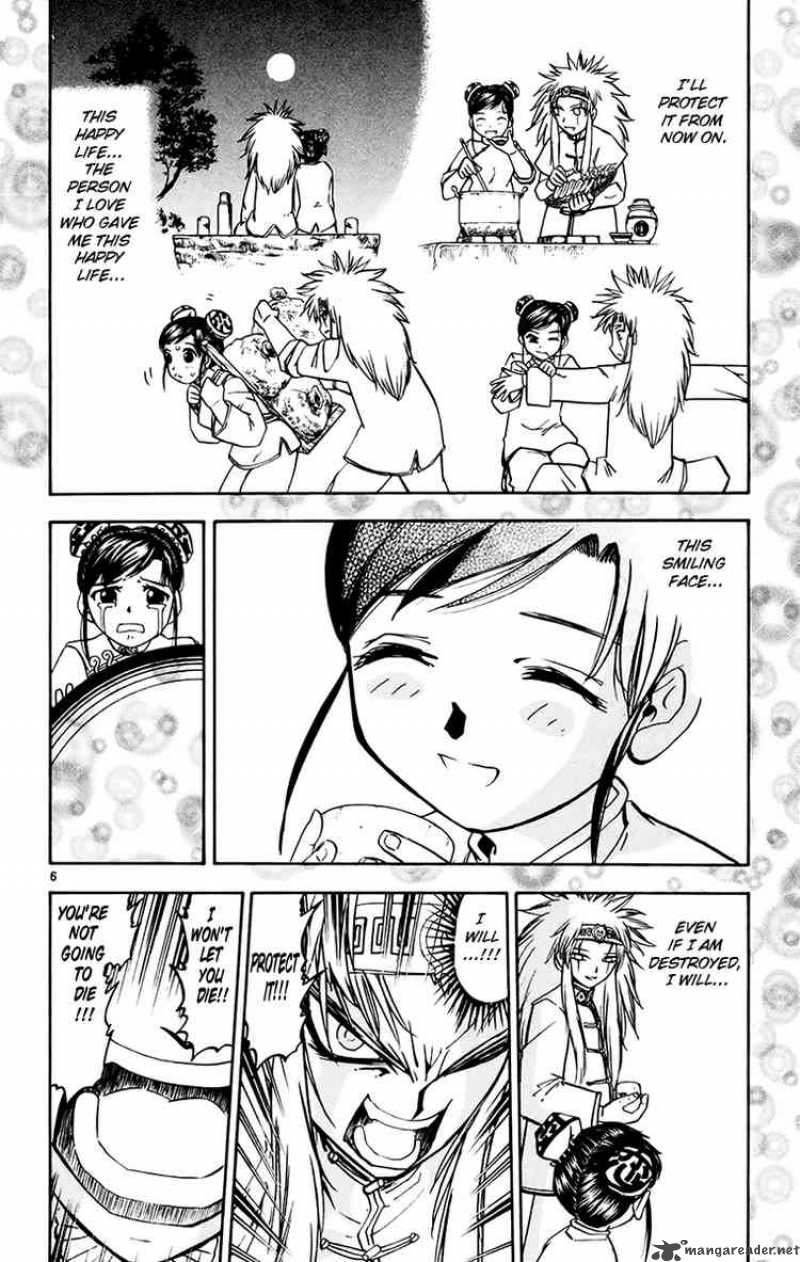 I'LL
PROTECT
IT FROM
NOW ON.
THIS
HAPPY
LIFE...
THE
PERSON
I LOVE
WHO GAVE
ME THIS
HAPPY
LIFE...
THIS
SMILING
FACE...
6
EVEN
IF I AM
DESTROYED,
I WILL...
I
WILL
...!!!
PROTECT
IT!!!
I
WON'T
LET
YOU
DIE!!
YOU'RE
NOT
GOING
TO
DIE
!!!
mangareader.net